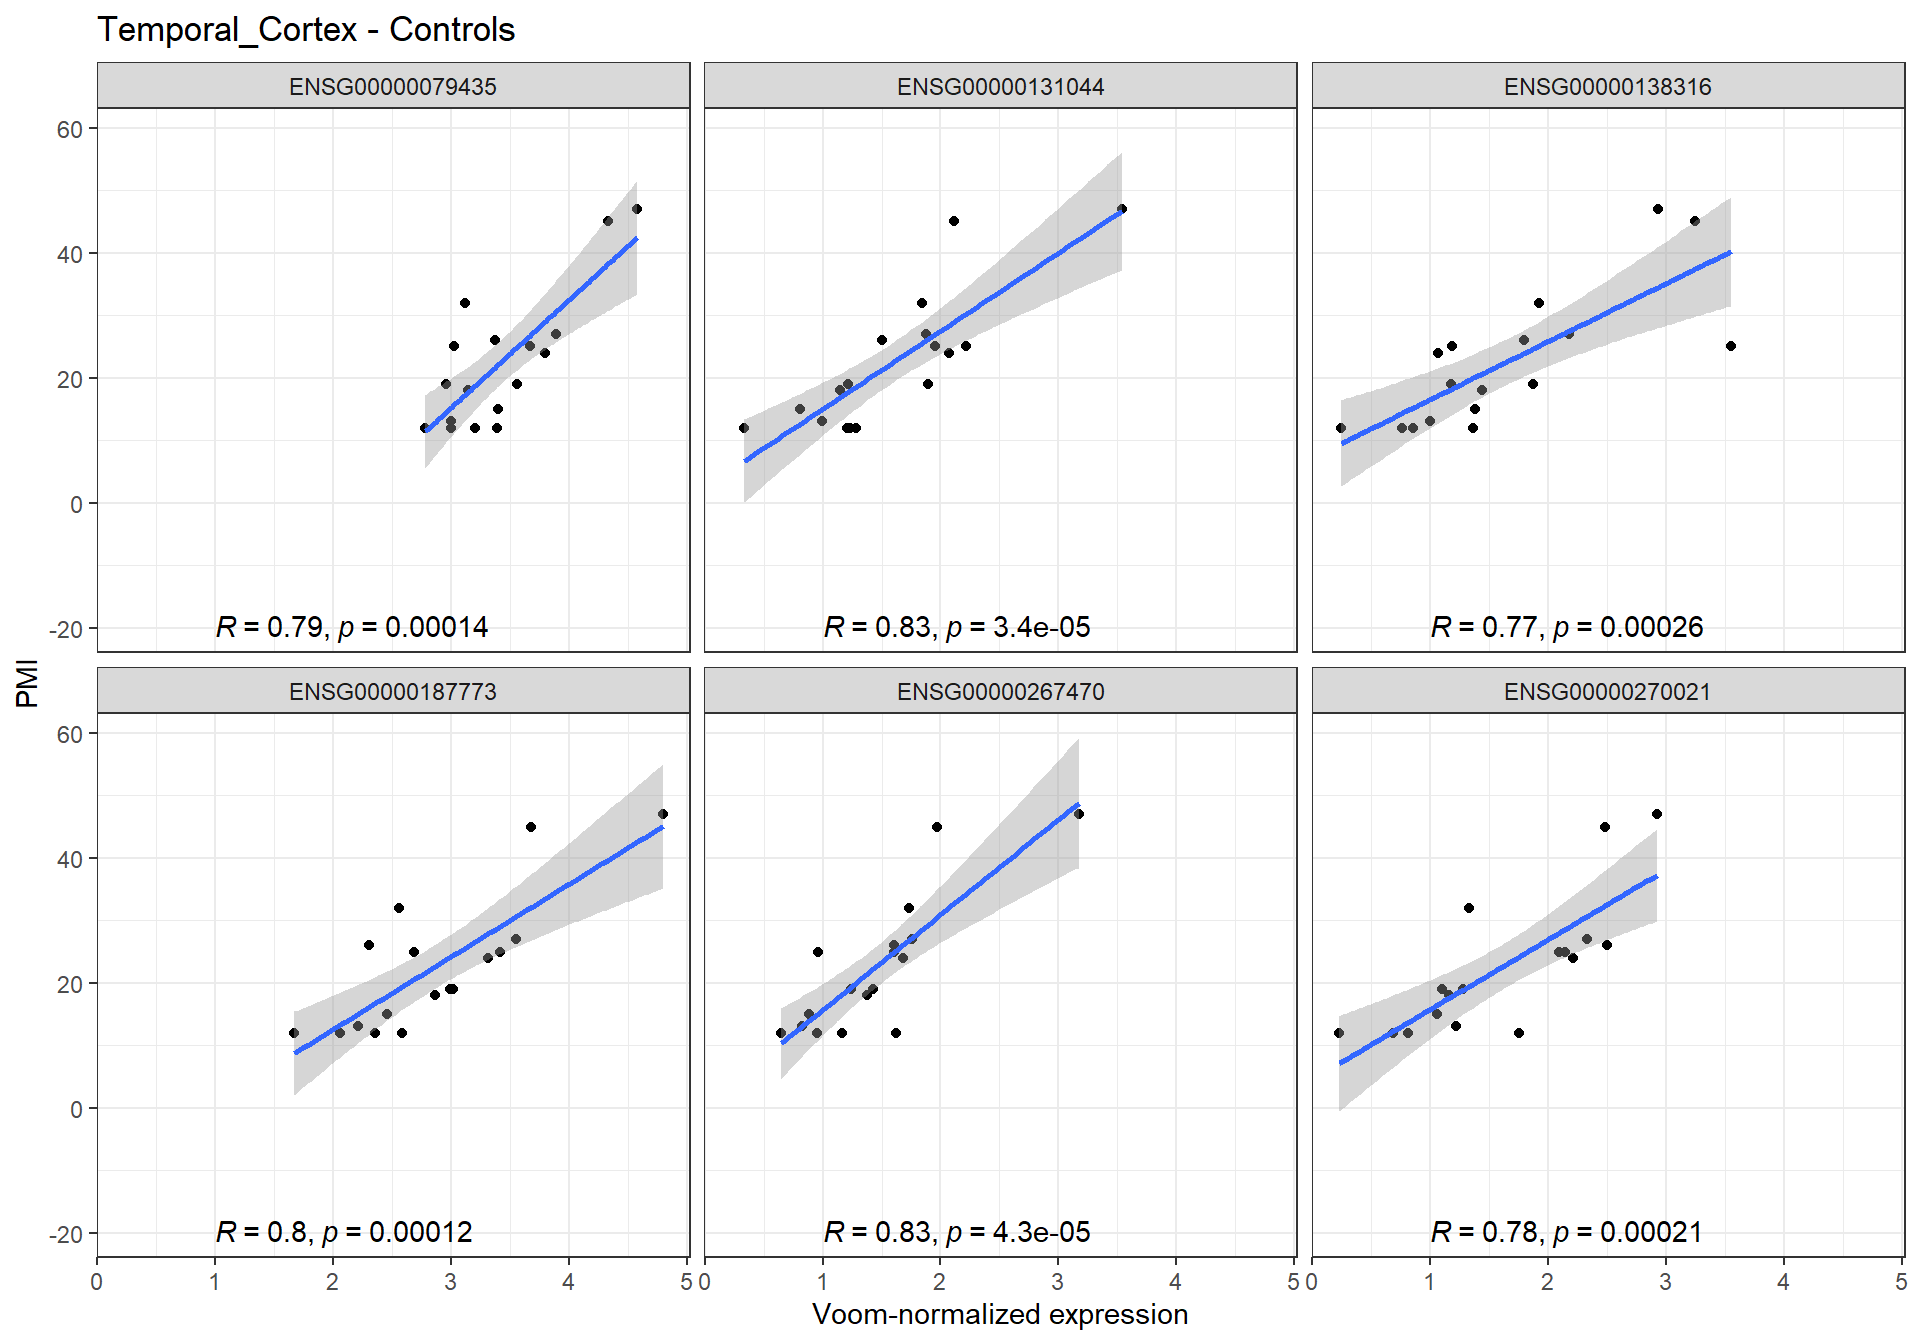 Temporal_Cortex - Controls
ENSG00000079435 ENSG00000131044 ENSG00000138316
60
40
20
0
-20
R = 0.79, p = 0.00014 R = 0.83, p = 3.4e-05 R = 0.77, p = 0.00026
PMI
ENSG00000187773 ENSG00000267470 ENSG00000270021
60
40
20
0
-20
R = 0.8, p = 0.00012 R = 0.83, p = 4.3e-05 R = 0.78, p = 0.00021
0 1 2 3 4 5 0 1 2 3 4 5 0 1 2 3 4 5
Voom-normalized expression